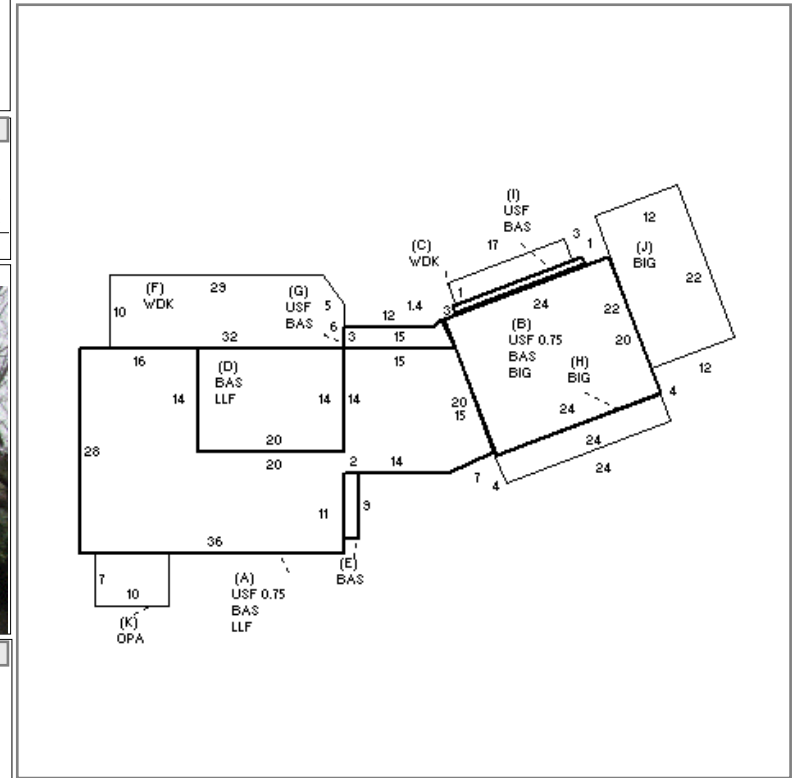 12
(I)
USF
BAS
3
1
(J)
BIG
17
(C)
WDK
22
(F)
WDK
29
(G)
USF
BAS
5
1.4
1
24
10
12
3
22
6
(B)
USF 0.75
BAS
BIG
20
32
3
15
16
(D)
BAS
LLF
15
(H)
BIG
12
14
14
14
20
15
24
4
20
24
28
20
2
14
24
7
4
11
9
36
(E)
BAS
7
10
(A)
USF 0.75
BAS
LLF
(K)
OPA